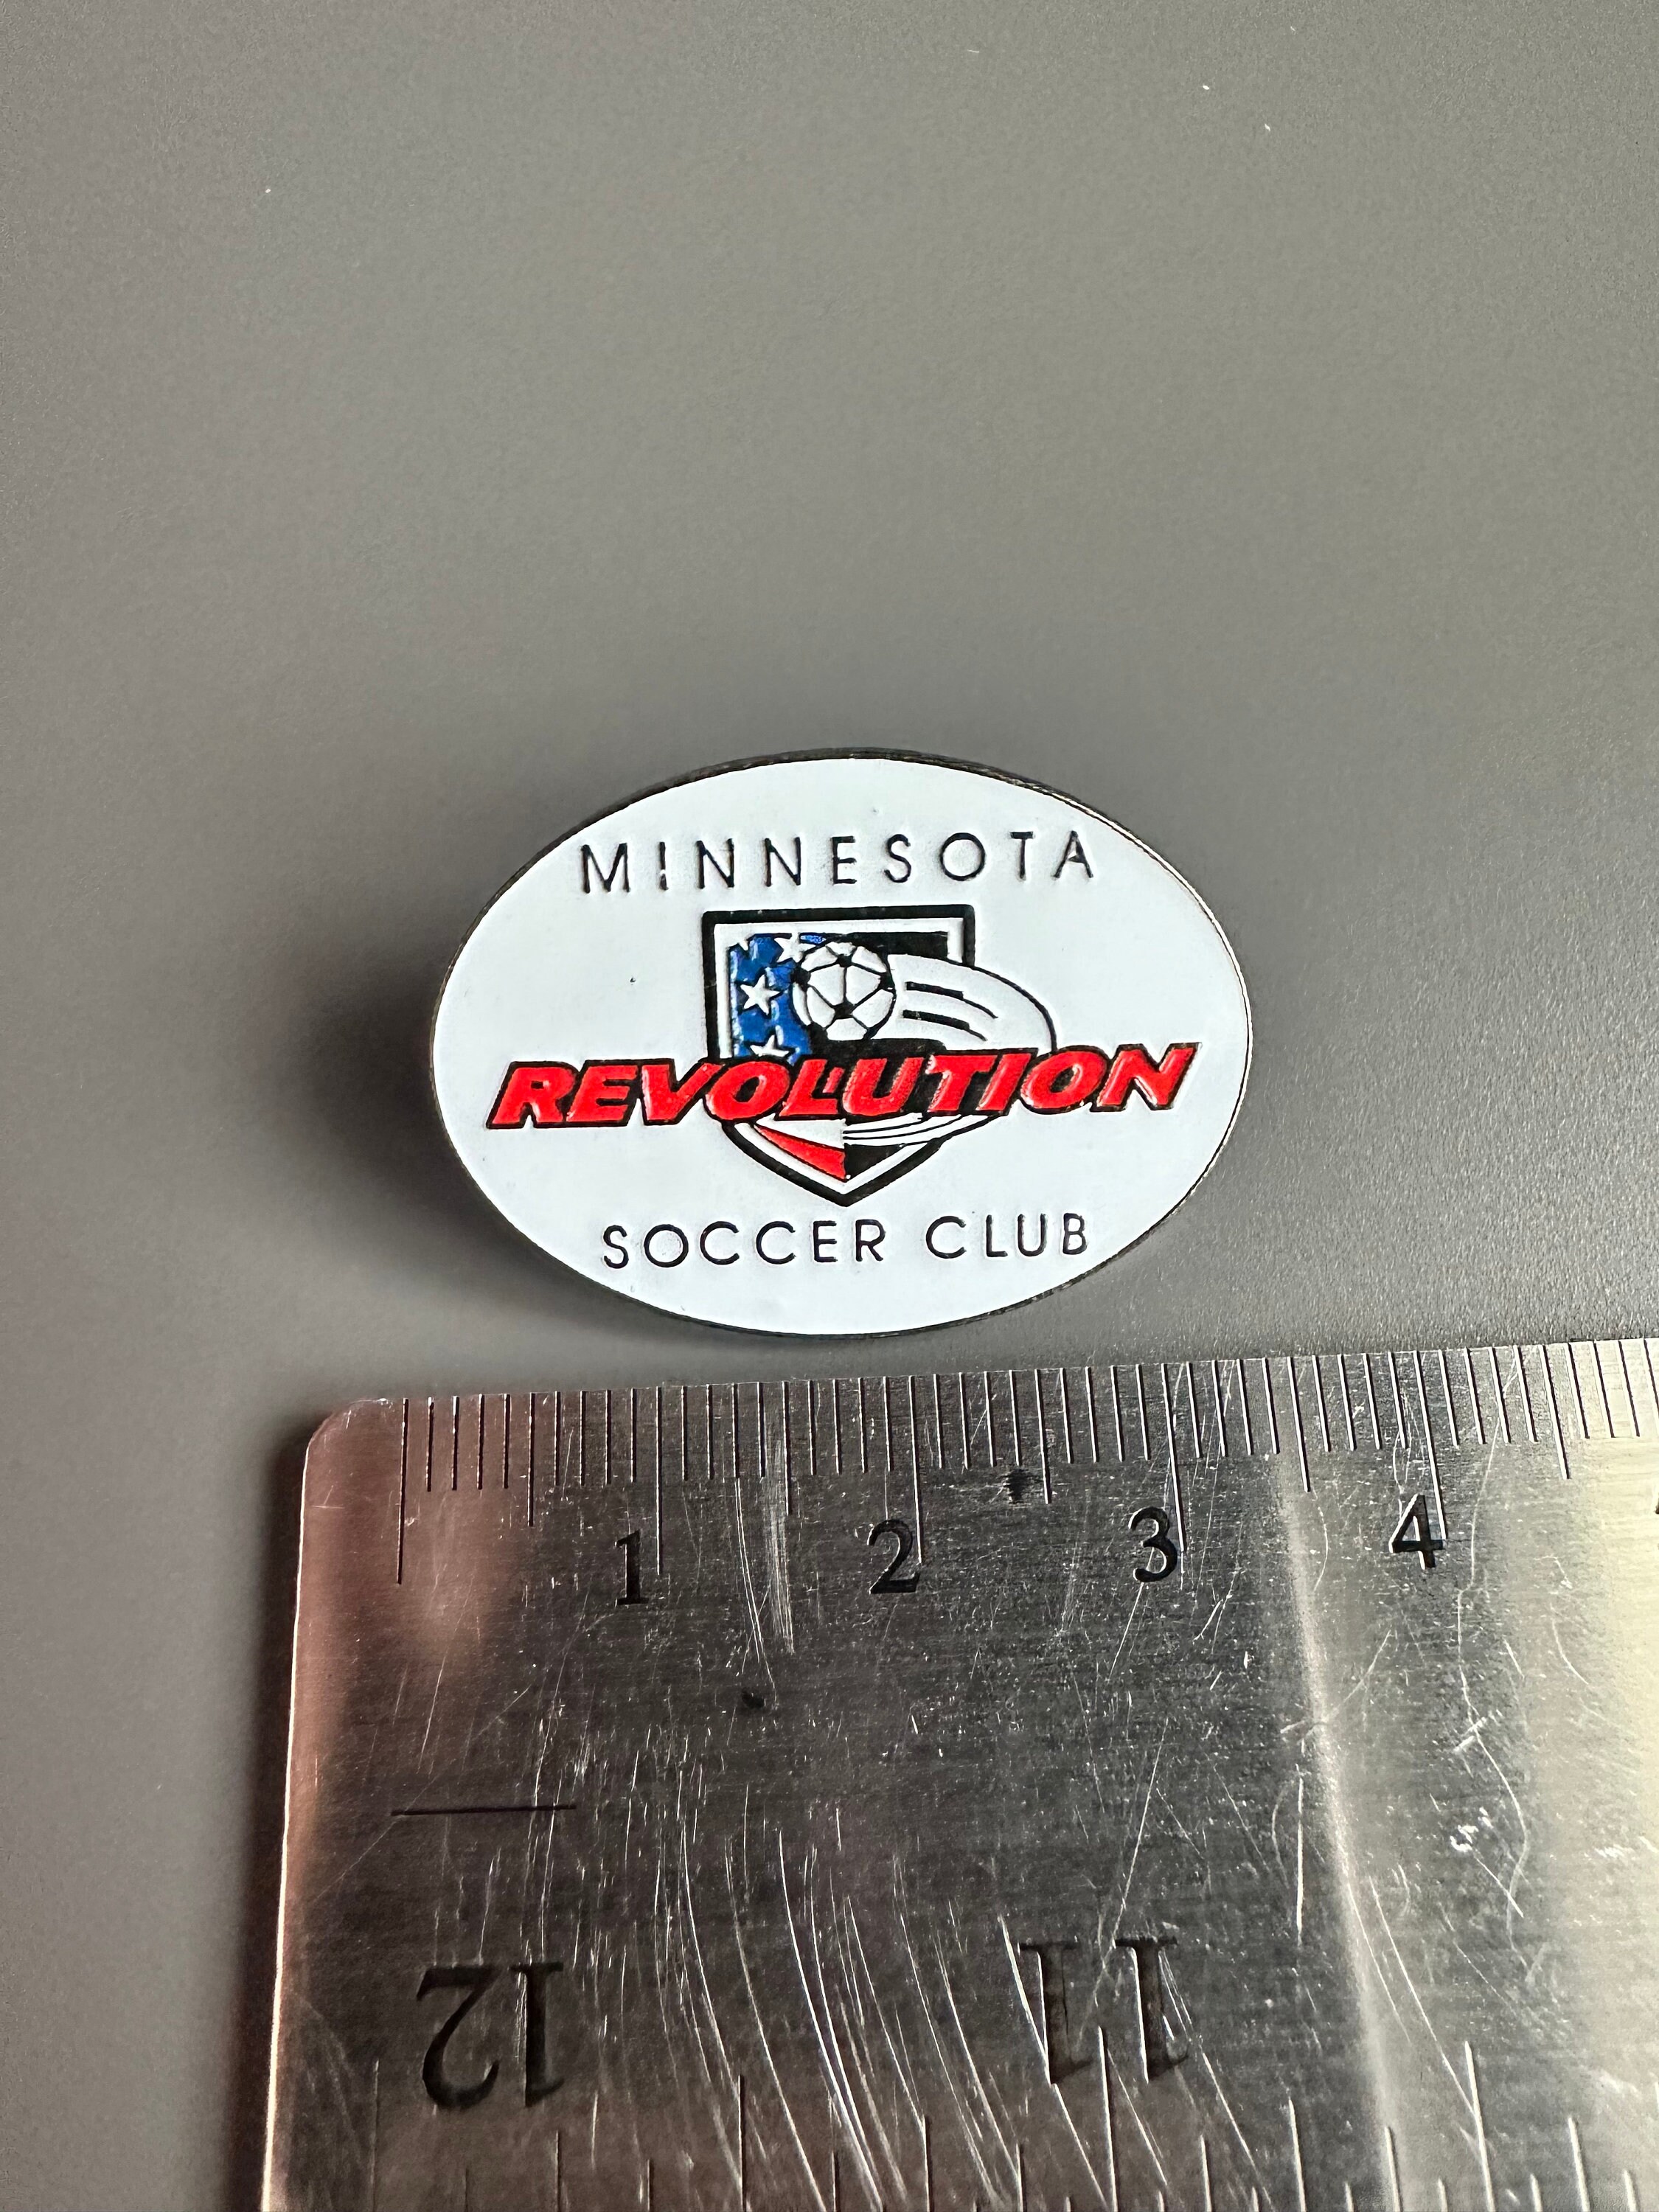 MINNESOTA
REVOLUTION
SOCCER CLUB
1 2 3 4
12 11